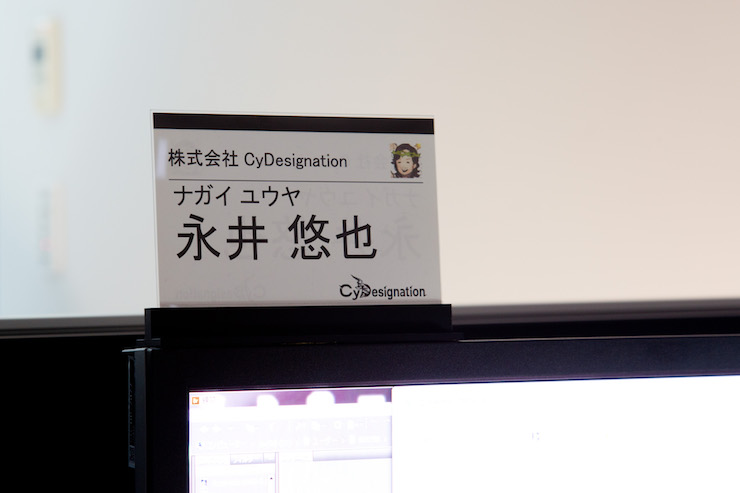 株式会社 CyDesignation
ナガイ ユウヤ
永井 悠也
CyDesignation